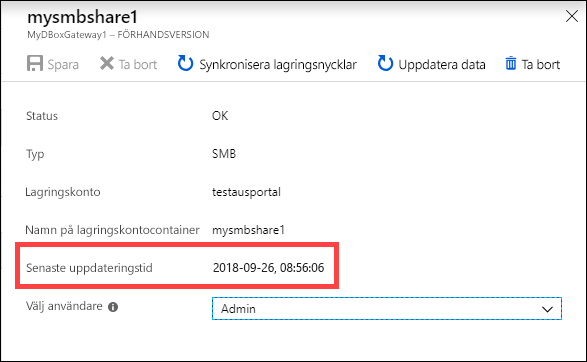 mysmbshare1
MyDBoxGateway1 – FÖRHANDSVERSION
Spara Ta bort Synkronisera lagringsnycklar Uppdatera data Ta bort
Status OK
Typ SMB
Lagringskonto testausportal
Namn på lagringskontocontainer mysmbshare1
Senaste uppdateringstid 2018-09-26, 08:56:06
Välj användare Admin